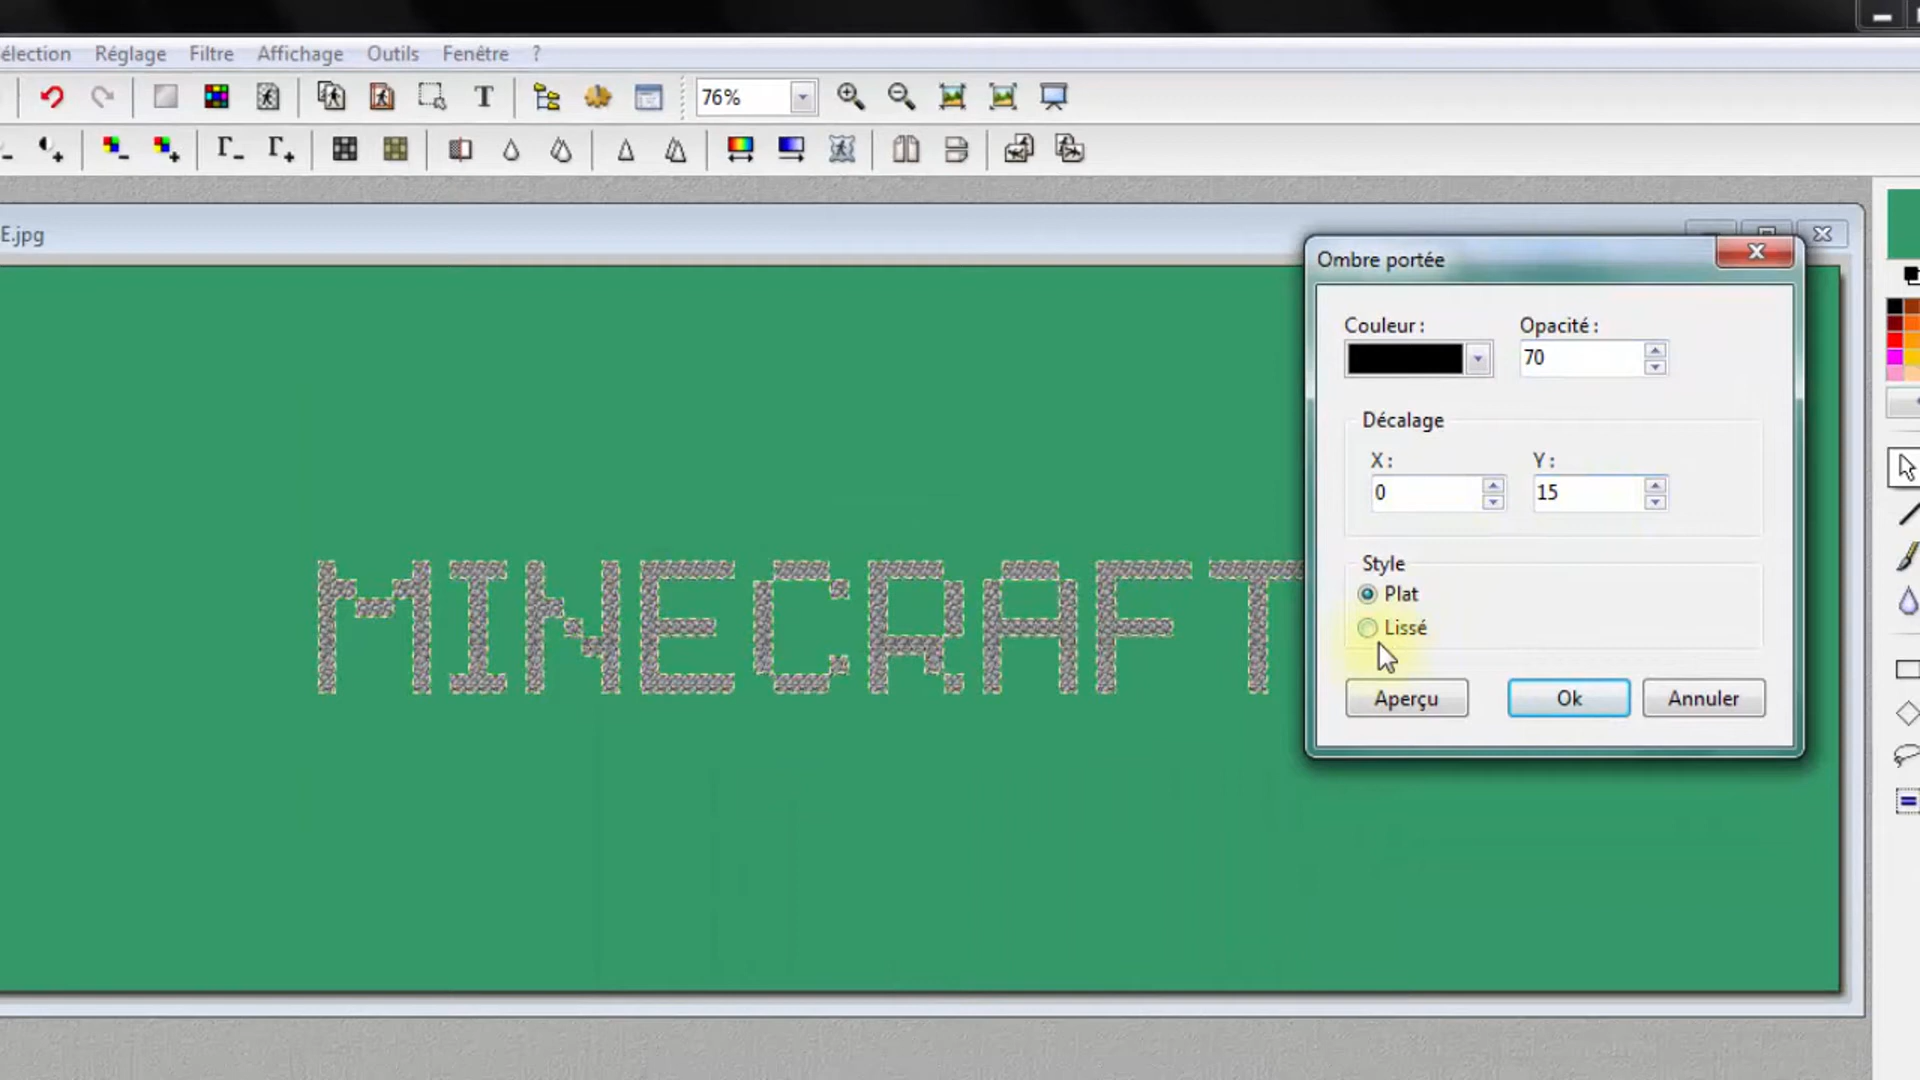 élection Réglage Filtre Affichage Outils Fenêtre ?
T 76%
E.jpg
Ombre portée
Couleur : Opacité :
70
Décalage
X : Y :
0 15
Style
Plat
Lissé
Aperçu Ok Annuler
MINECRAFT